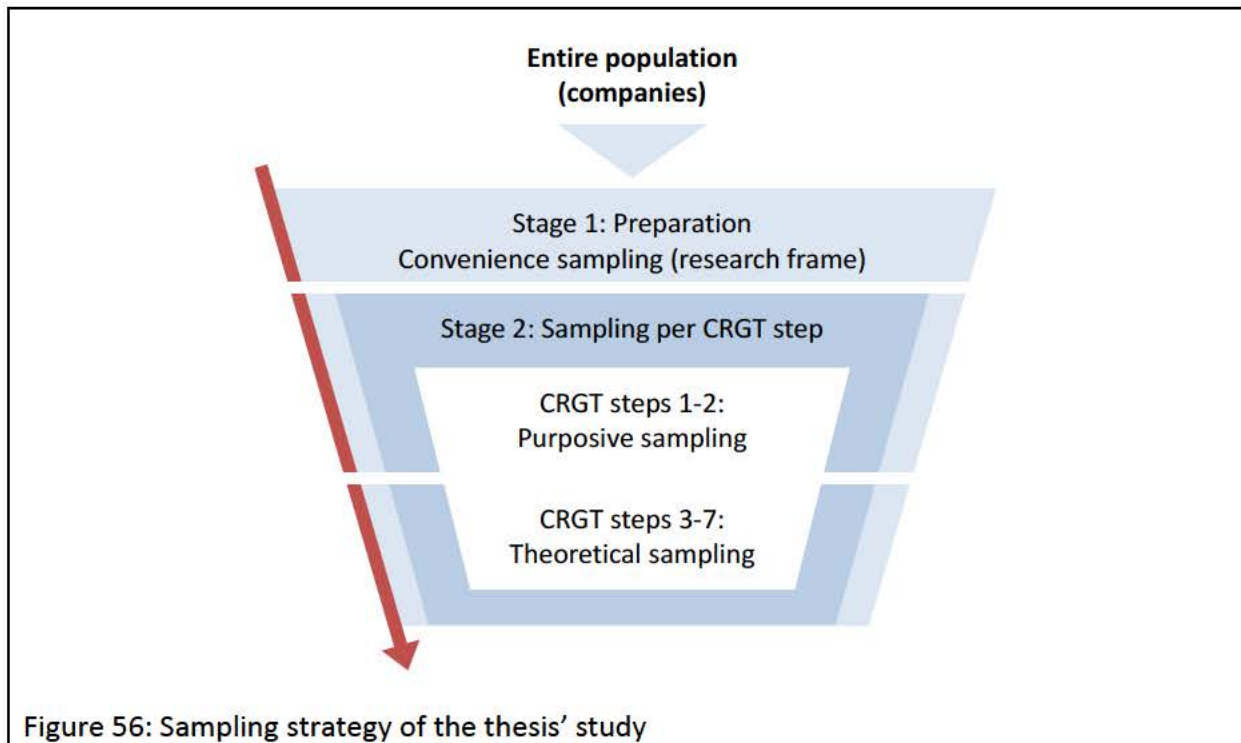 Entire population
(companies)
Stage 1: Preparation
Convenience sampling (research frame)
Stage 2: Sampling per CRGT step
CRGT steps 1-2:
Purposive sampling
CRGT steps 3-7:
Theoretical sampling
Figure 56: Sampling strategy of the thesis’ study